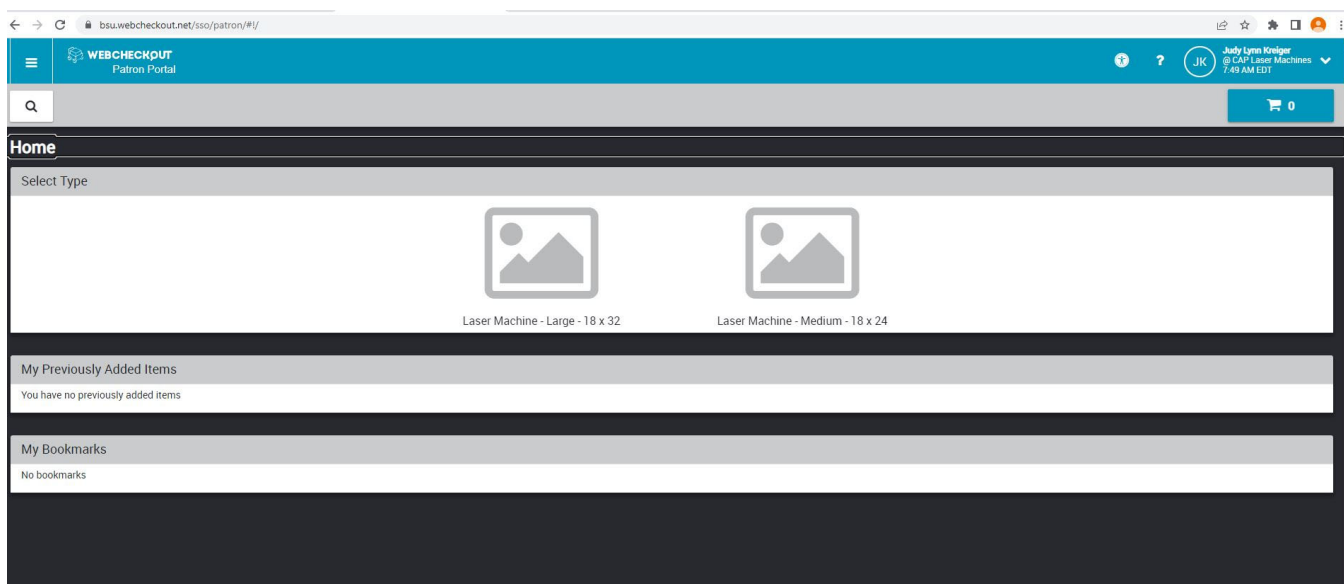 bsu.webcheckout.net/sso/patron/#!/
WEBCHECKOUT
Patron Portal
?
JK
Judy Lynn Kreiger
@ CAP Laser Machines
7:49 AM EDT
0
Home
Select Type
Laser Machine - Large - 18 x 32
Laser Machine - Medium - 18 x 24
My Previously Added Items
You have no previously added items
My Bookmarks
No bookmarks